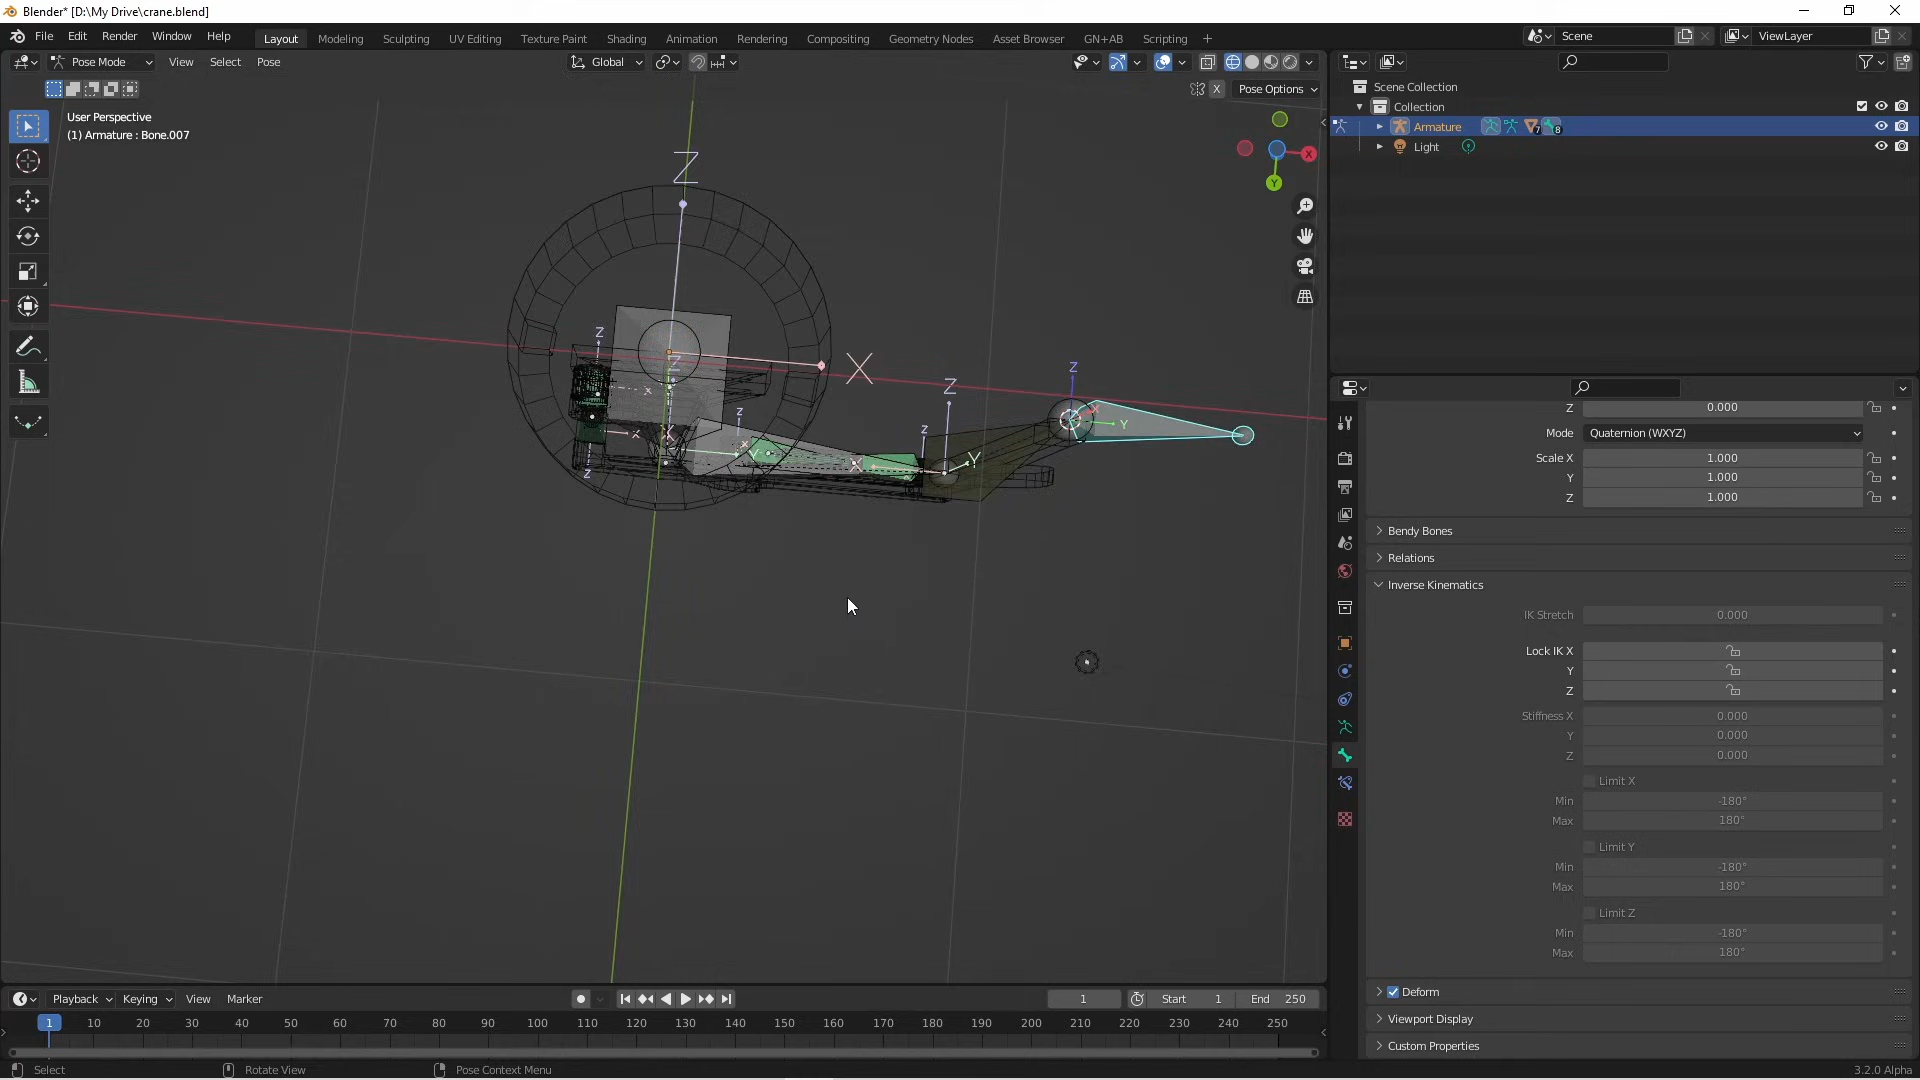 Blender* [D:\My Drive\crane.blend]
File Edit Render Window Help
Layout Modeling Sculpting UV Editing Texture Paint Shading Animation Rendering Compositing Geometry Nodes Asset Browser GN+AB Scripting +
Scene
ViewLayer
Pose Mode View Select Pose
Global
X Pose Options
User Perspective
(1) Armature : Bone.007
Scene Collection
Collection
Armature 7 8
Light
X
Y
Z
Z
Z
X
X
Z
Z
X
Z
Z
X
Y
X
Z
X
Y
Z
X
Y
Z 0.000
Mode Quaternion (WXYZ)
Scale X 1.000
Y 1.000
Z 1.000
Bendy Bones
Relations
Inverse Kinematics
IK Stretch 0.000
Lock IK X
Y
Z
Stiffness X 0.000
Y 0.000
Z 0.000
Limit X
Min -180°
Max 180°
Limit Y
Min -180°
Max 180°
Limit Z
Min -180°
Max 180°
Deform
Viewport Display
Custom Properties
Playback Keying View Marker
1 Start 1 End 250
1 10 20 30 40 50 60 70 80 90 100 110 120 130 140 150 160 170 180 190 200 210 220 230 240 250
Select Rotate View Pose Context Menu
3.2.0 Alpha